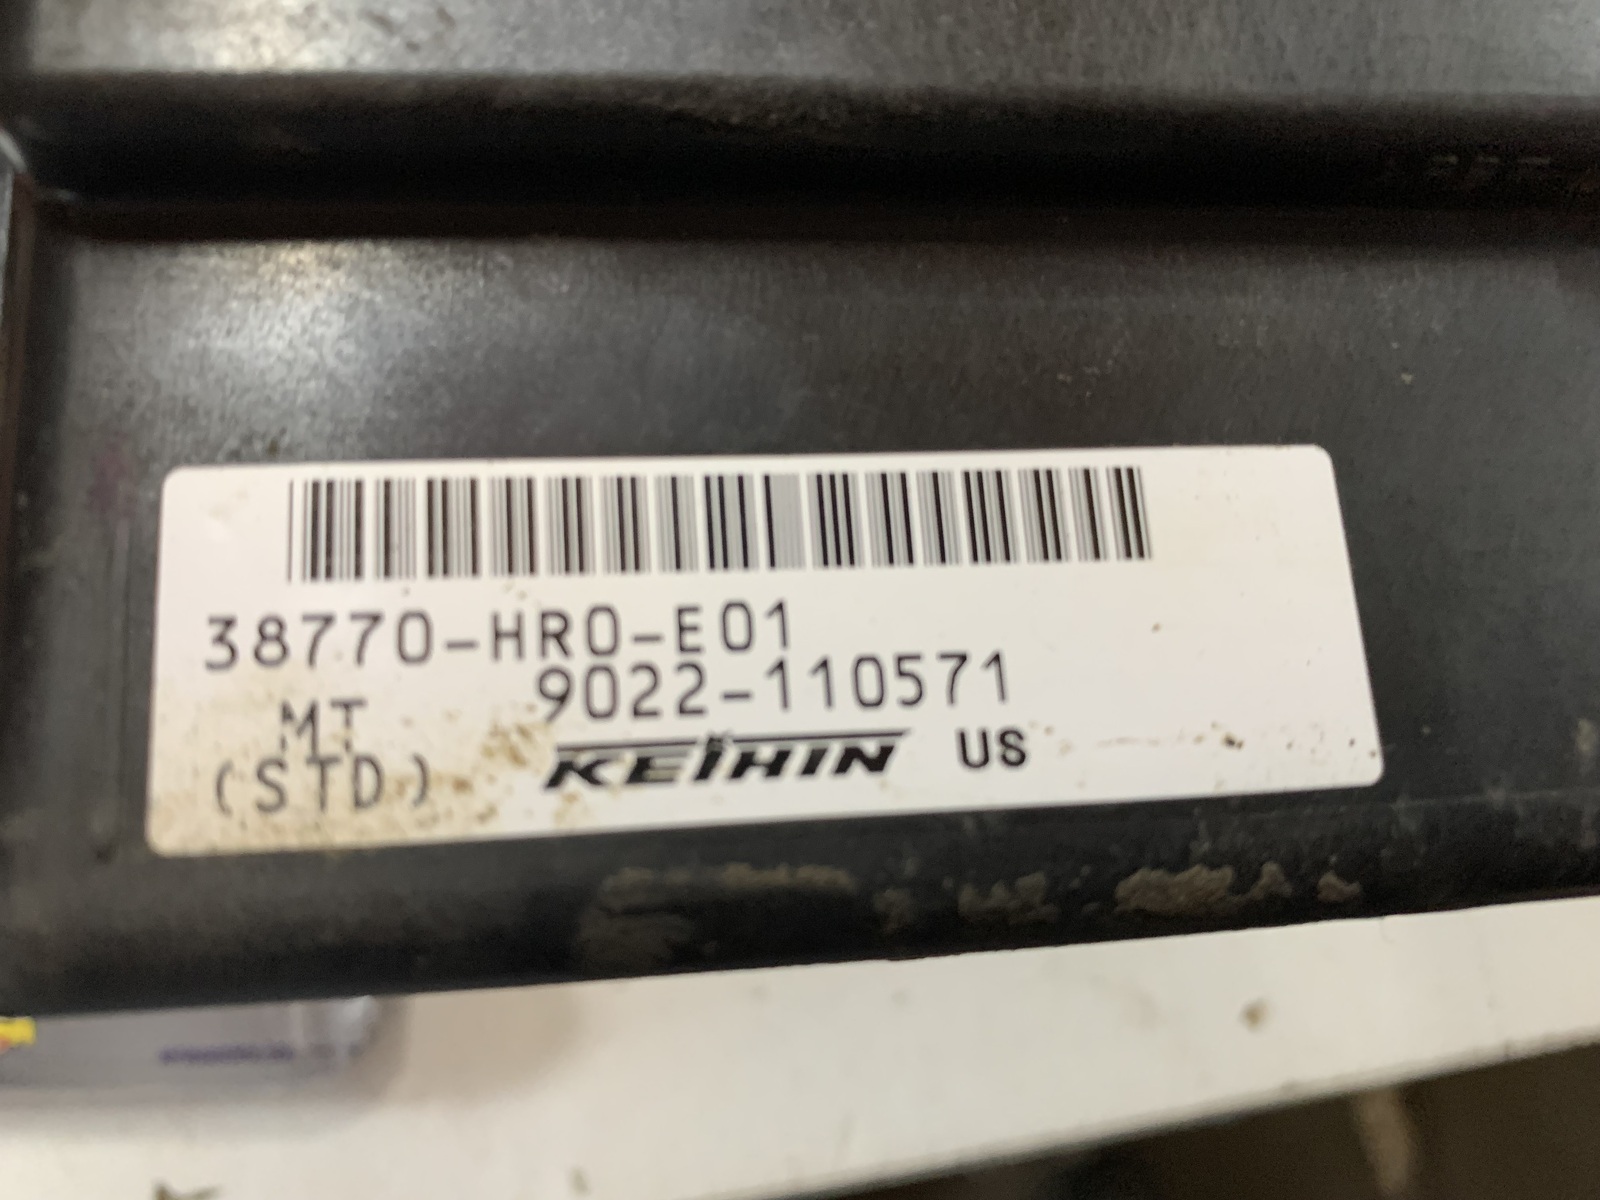 38770-HR0-E01
9022-110571
MT
(STD)
KEIHIN US